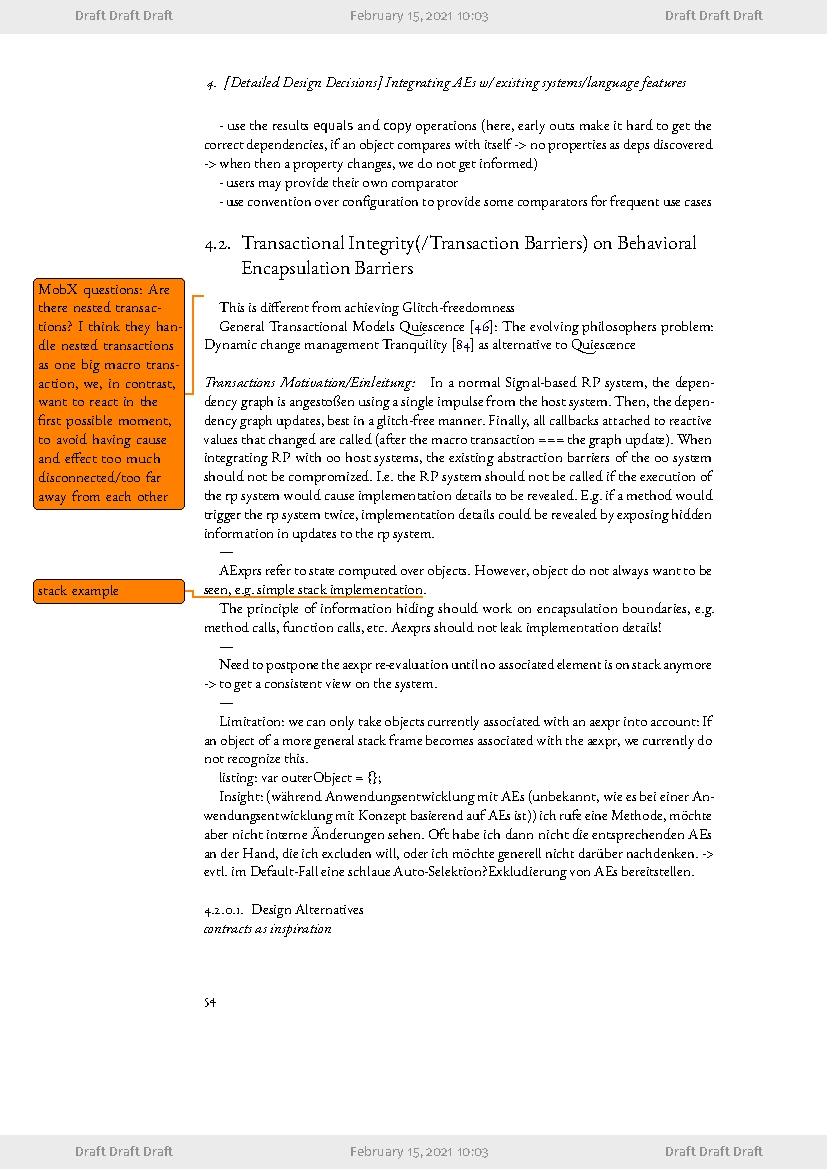 Draft Draft Draft February 15, 2021 10:03 Draft Draft Draft
4. [Detailed Design Decisions] Integrating AEs w/ existing systems/language features
- use the results equals and copy operations (here, early outs make it hard to get the
correct dependencies, if an object compares with itself -> no properties as deps discovered
-> when then a property changes, we do not get informed)
- users may provide their own comparator
- use convention over configuration to provide some comparators for frequent use cases
4.2. Transactional Integrity(/Transaction Barriers) on Behavioral
Encapsulation Barriers
MobX questions: Are
there nested transac-
tions? I think they han-
dle nested transactions
as one big macro trans-
action, we, in contrast,
want to react in the
first possible moment,
to avoid having cause
and effect too much
disconnected/too far
away from each other
This is different from achieving Glitch-freedomness
General Transactional Models Quiescence [46]: The evolving philosophers problem:
Dynamic change management Tranquility [84] as alternative to Quiescence
Transactions Motivation/Einleitung: In a normal Signal-based RP system, the depen-
dency graph is angestoßen using a single impulse from the host system. Then, the depen-
dency graph updates, best in a glitch-free manner. Finally, all callbacks attached to reactive
values that changed are called (after the macro transaction === the graph update). When
integrating RP with oo host systems, the existing abstraction barriers of the oo system
should not be compromized. I.e. the RP system should not be called if the execution of
the rp system would cause implementation details to be revealed. E.g. if a method would
trigger the rp system twice, implementation details could be revealed by exposing hidden
information in updates to the rp system.
—
AExprs refer to state computed over objects. However, object do not always want to be
stack example
seen, e.g. simple stack implementation.
The principle of information hiding should work on encapsulation boundaries, e.g.
method calls, function calls, etc. Aexprs should not leak implementation details!
—
Need to postpone the aexpr re-evaluation until no associated element is on stack anymore
-> to get a consistent view on the system.
—
Limitation: we can only take objects currently associated with an aexpr into account: If
an object of a more general stack frame becomes associated with the aexpr, we currently do
not recognize this.
listing: var outerObject = {};
Insight: (während Anwendungsentwicklung mit AEs (unbekannt, wie es bei einer An-
wendungsentwicklung mit Konzept basierend auf AEs ist)) ich rufe eine Methode, möchte
aber nicht interne Änderungen sehen. Oft habe ich dann nicht die entsprechenden AEs
an der Hand, die ich excluden will, oder ich möchte generell nicht darüber nachdenken. ->
evtl. im Default-Fall eine schlaue Auto-Selektion?Exkludierung von AEs bereitstellen.
4.2.0.1. Design Alternatives
contracts as inspiration
54
Draft Draft Draft February 15, 2021 10:03 Draft Draft Draft